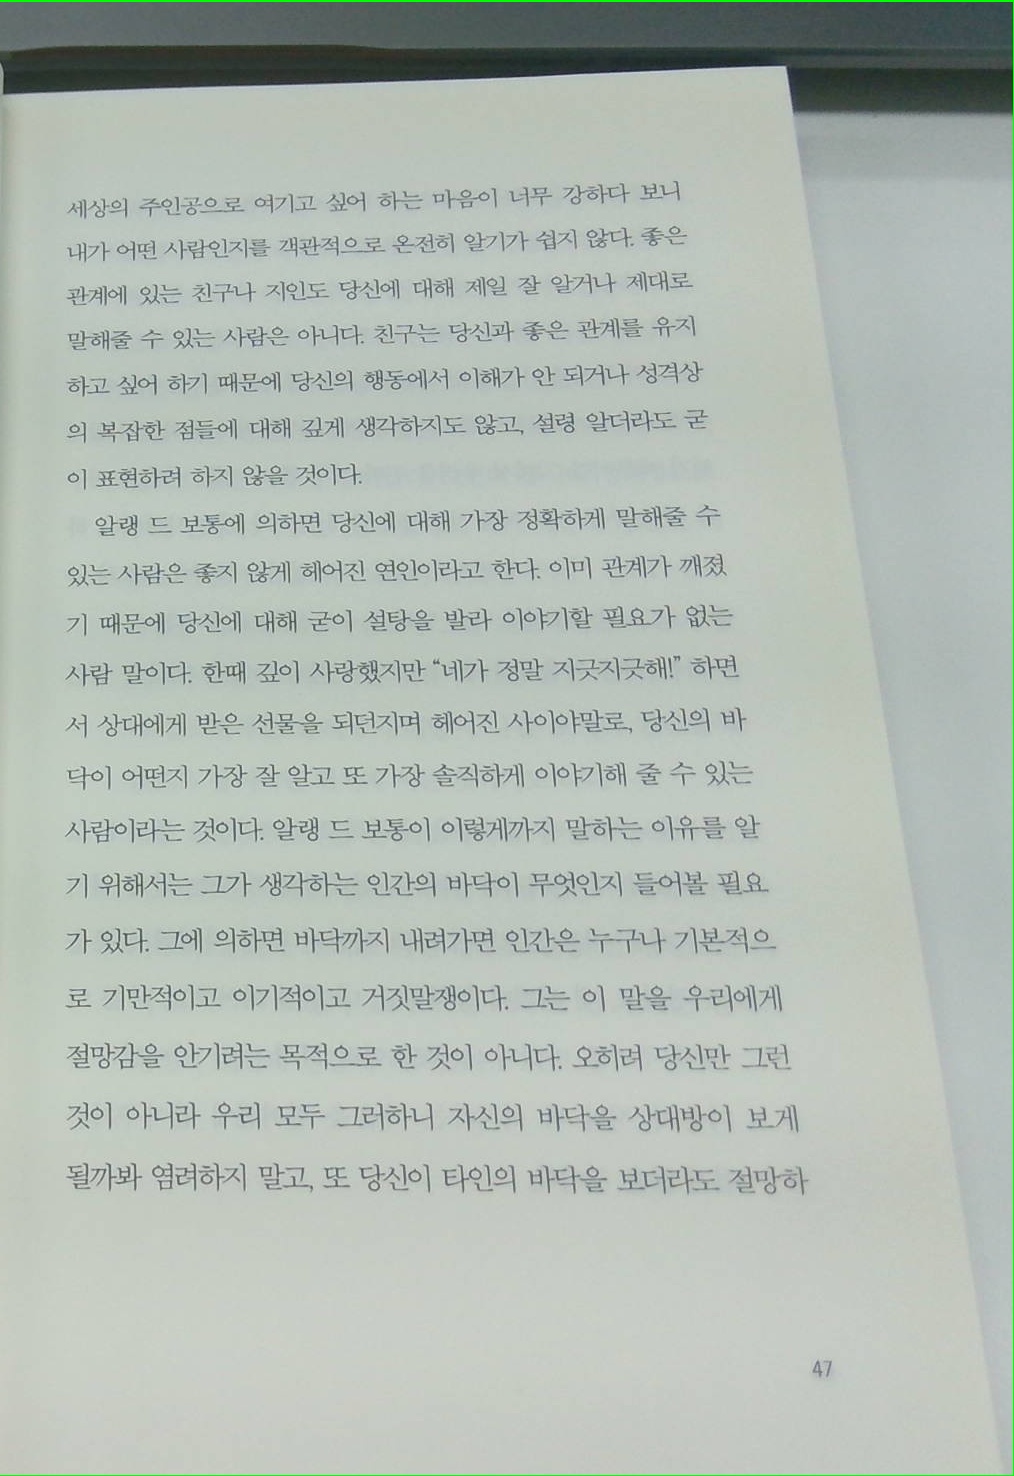 세상의 주인공으로 여기고 싶어 하는 마음이 너무 강하다 보니
내가 어떤 사람인지를 객관적으로 온전히 알기가 쉽지 않다. 좋은
관계에 있는 친구나 지인도 당신에 대해 제일 잘 알거나 제대로
말해줄 수 있는 사람은 아니다. 친구는 당신과 좋은 관계를 유지
하고 싶어 하기 때문에 당신의 행동에서 이해가 안 되거나 성격상
의 복잡한 점들에 대해 깊게 생각하지도 않고, 설령 알더라도 굳
이 표현하려 하지 않을 것이다.
알랭 드 보통에 의하면 당신에 대해 가장 정확하게 말해줄 수
있는 사람은 좋지 않게 헤어진 연인이라고 한다. 이미 관계가 깨졌
기 때문에 당신에 대해 굳이 설탕을 발라 이야기할 필요가 없는
사람 말이다. 한때 깊이 사랑했지만 “네가 정말 지긋지긋해!” 하면
서 상대에게 받은 선물을 되던지며 헤어진 사이야말로, 당신의 바
닥이 어떤지 가장 잘 알고 또 가장 솔직하게 이야기해 줄 수 있는
사람이라는 것이다. 알랭 드 보통이 이렇게까지 말하는 이유를 알
기 위해서는 그가 생각하는 인간의 바닥이 무엇인지 들어볼 필요
가 있다. 그에 의하면 바닥까지 내려가면 인간은 누구나 기본적으
로 기만적이고 이기적이고 거짓말쟁이다. 그는 이 말을 우리에게
절망감을 안기려는 목적으로 한 것이 아니다. 오히려 당신만 그런
것이 아니라 우리 모두 그러하니 자신의 바닥을 상대방이 보게
될까봐 염려하지 말고, 또 당신이 타인의 바닥을 보더라도 절망하
47